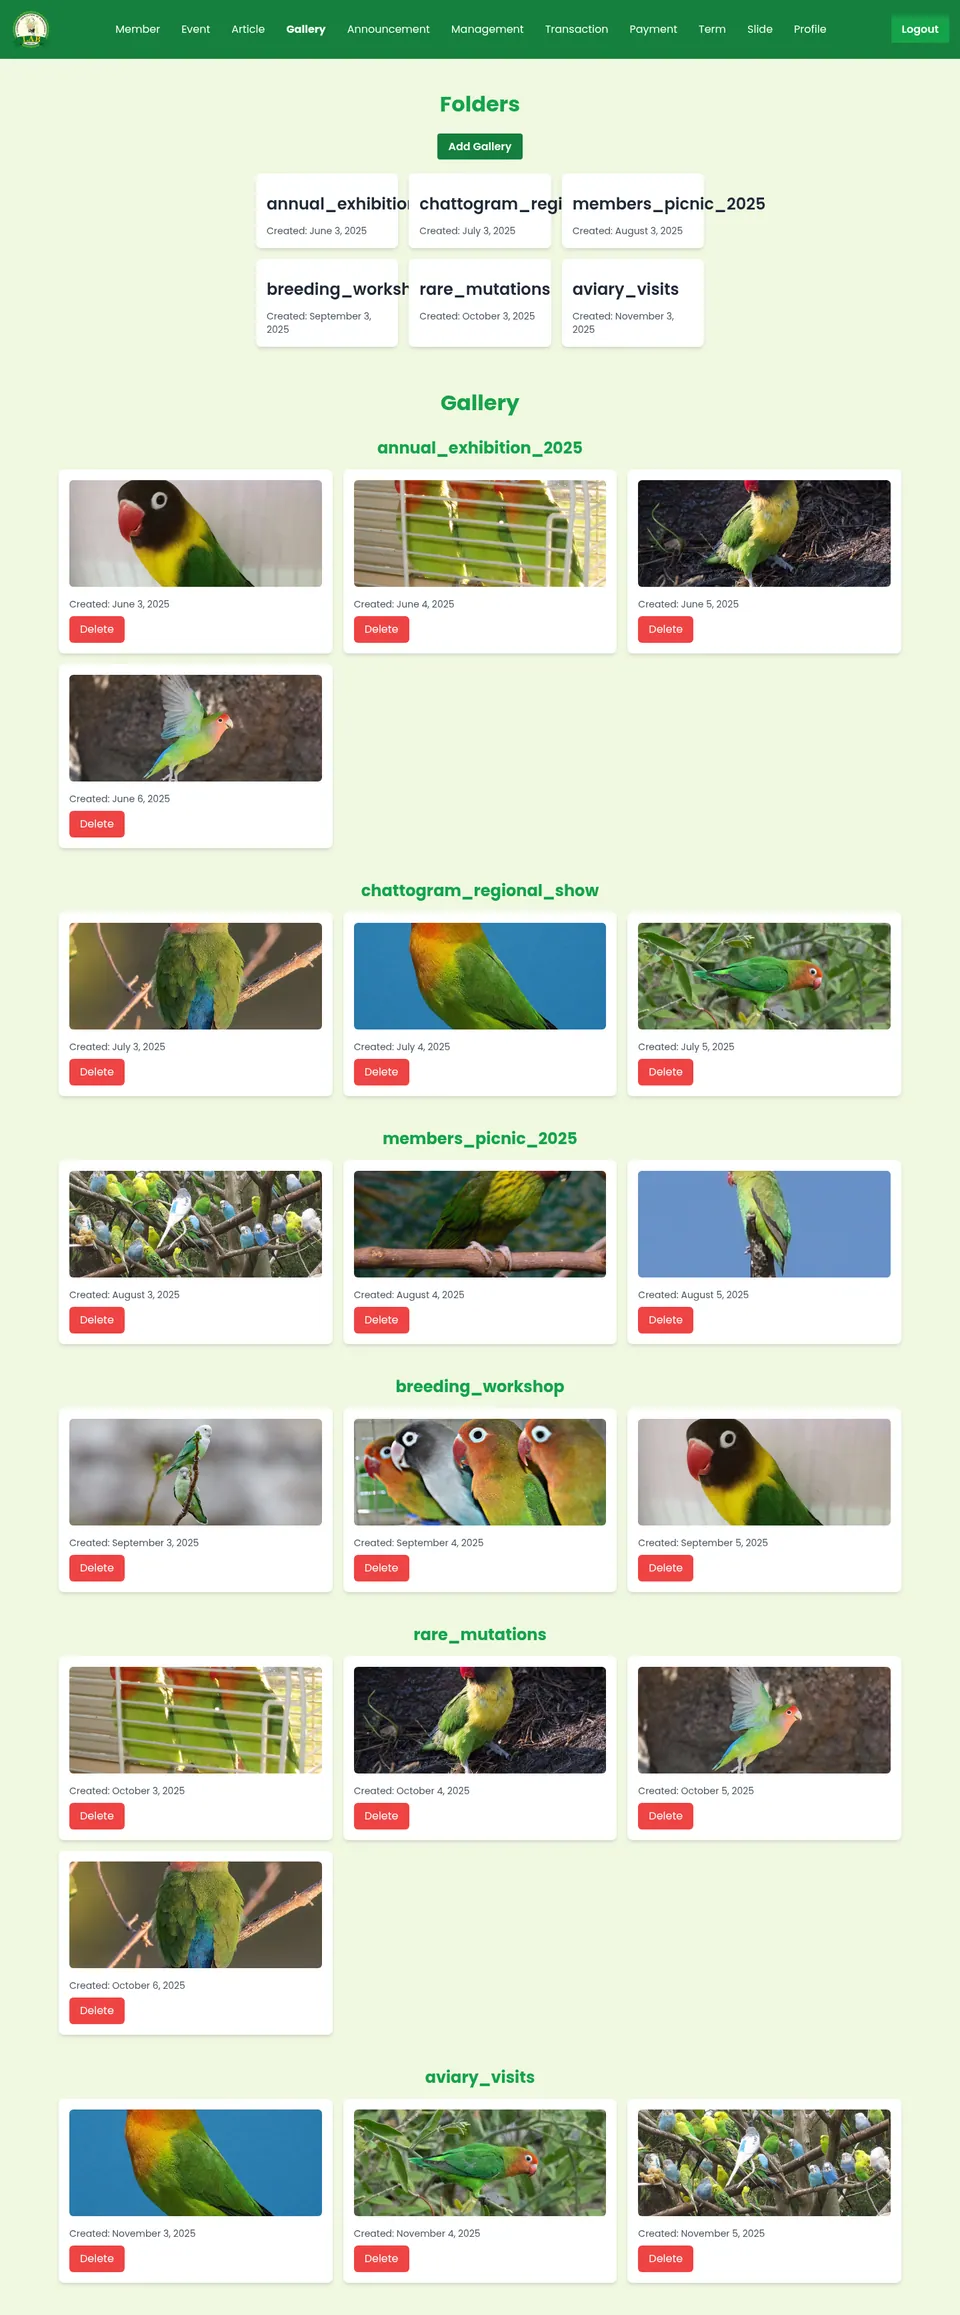 Member Event Article Gallery Announcement Management Transaction Payment Term Slide Profile Logout
Folders
Add Gallery
annual_exhibition
Created: June 3, 2025
chattogram_regi
Created: July 3, 2025
members_picnic_2025
Created: August 3, 2025
breeding_worksh
Created: September 3,
2025
rare_mutations
Created: October 3, 2025
aviary_visits
Created: November 3,
2025
Gallery
annual_exhibition_2025
Created: June 3, 2025
Delete
Created: June 4, 2025
Delete
Created: June 5, 2025
Delete
Created: June 6, 2025
Delete
chattogram_regional_show
Created: July 3, 2025
Delete
Created: July 4, 2025
Delete
Created: July 5, 2025
Delete
members_picnic_2025
Created: August 3, 2025
Delete
Created: August 4, 2025
Delete
Created: August 5, 2025
Delete
breeding_workshop
Created: September 3, 2025
Delete
Created: September 4, 2025
Delete
Created: September 5, 2025
Delete
rare_mutations
Created: October 3, 2025
Delete
Created: October 4, 2025
Delete
Created: October 5, 2025
Delete
Created: October 6, 2025
Delete
aviary_visits
Created: November 3, 2025
Delete
Created: November 4, 2025
Delete
Created: November 5, 2025
Delete